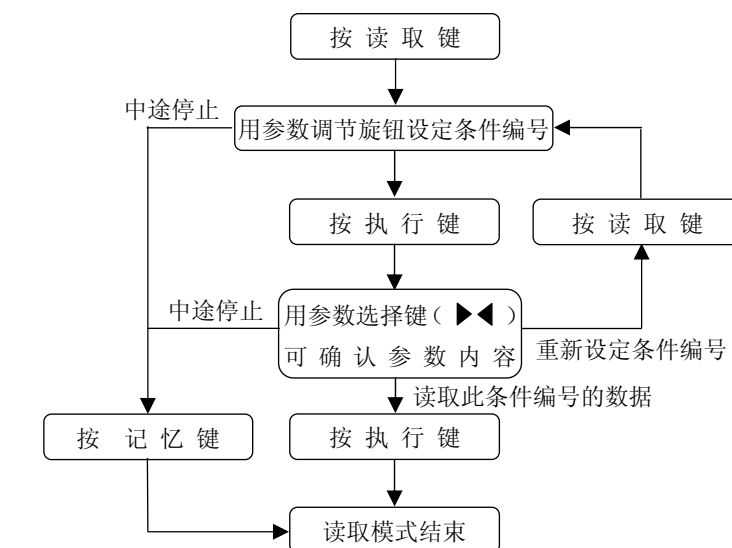 按 读 取 键
中途停止
用参数调节旋钮设定条件编号
按 执 行 键
按 读 取 键
中途停止
用参数选择键（ ▶◀ ）
可 确 认 参 数 内 容
重新设定条件编号
读取此条件编号的数据
按 记 忆 键
按 执 行 键
读取模式结束